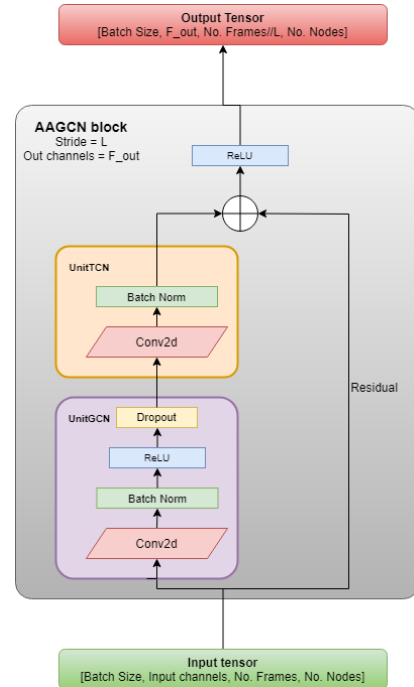 Output Tensor
[Batch Size, F_out, No. Frames//L, No. Nodes]
AAGCN block
Stride = L
Out channels = F_out
ReLU
UnitTCN
Batch Norm
Conv2d
Residual
UnitGCN
Dropout
ReLU
Batch Norm
Conv2d
Input tensor
[Batch Size, Input channels, No. Frames, No. Nodes]